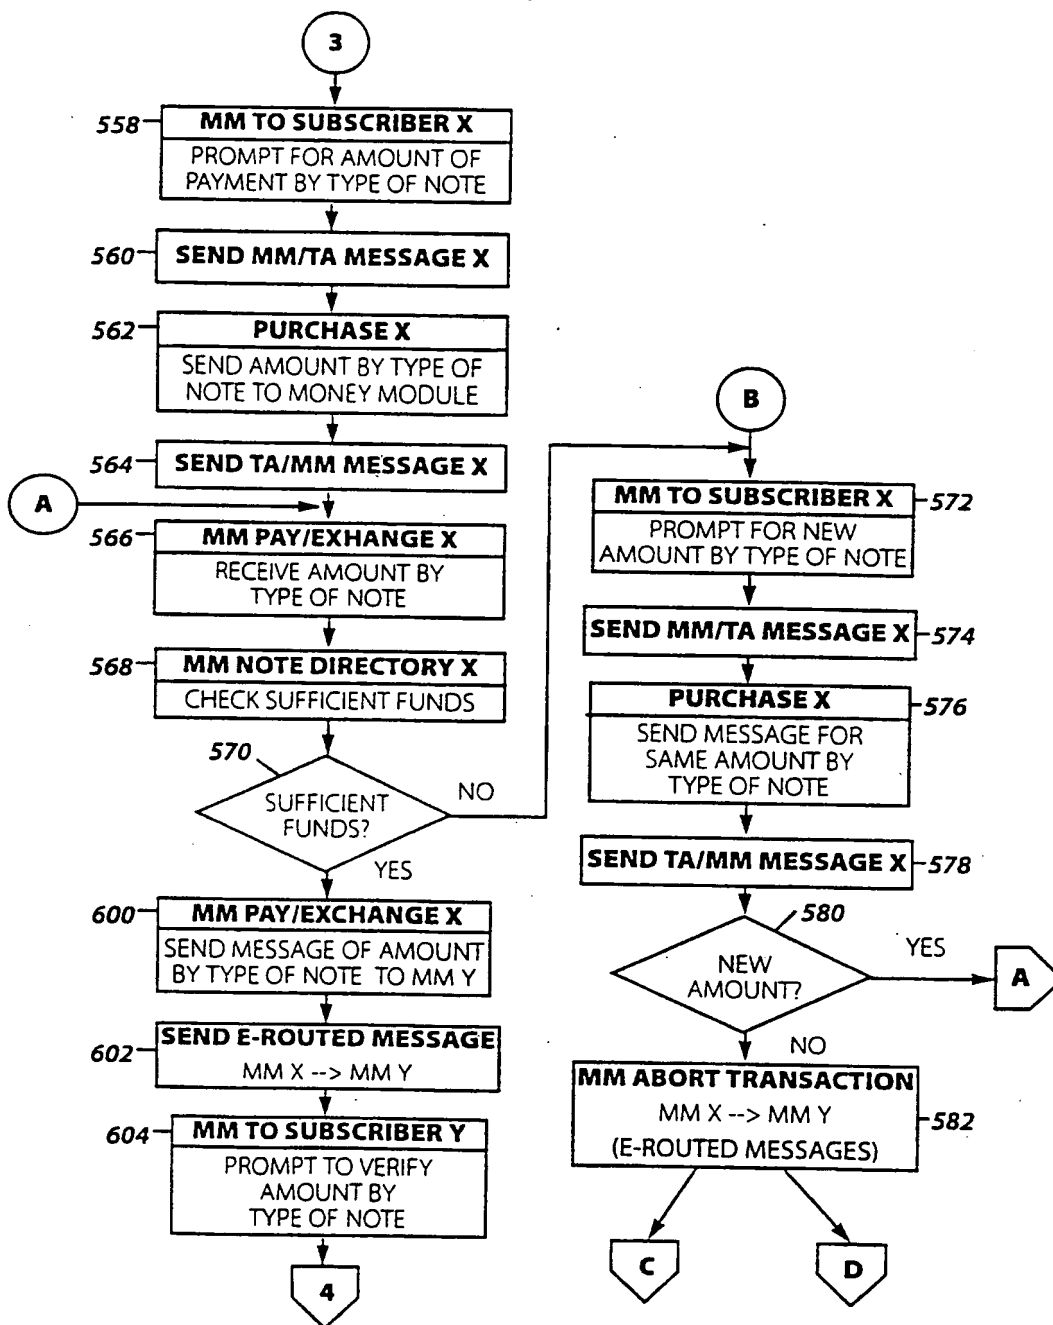 3
558
MM TO SUBSCRIBER X
PROMPT FOR AMOUNT OF
PAYMENT BY TYPE OF NOTE
560
SEND MM/TA MESSAGE X
562
PURCHASE X
SEND AMOUNT BY TYPE OF
NOTE TO MONEY MODULE
564
SEND TA/MM MESSAGE X
A
566
MM PAY/EXHANGE X
RECEIVE AMOUNT BY
TYPE OF NOTE
568
MM NOTE DIRECTORY X
CHECK SUFFICIENT FUNDS
570
SUFFICIENT
FUNDS?
NO
YES
600
MM PAY/EXCHANGE X
SEND MESSAGE OF AMOUNT
BY TYPE OF NOTE TO MM Y
602
SEND E-ROUTED MESSAGE
MM X --> MM Y
604
MM TO SUBSCRIBER Y
PROMPT TO VERIFY
AMOUNT BY
TYPE OF NOTE
4
B
MM TO SUBSCRIBER X
572
PROMPT FOR NEW
AMOUNT BY TYPE OF NOTE
SEND MM/TA MESSAGE X
574
PURCHASE X
576
SEND MESSAGE FOR
SAME AMOUNT BY
TYPE OF NOTE
SEND TA/MM MESSAGE X
578
580
NEW
AMOUNT?
YES
A
NO
MM ABORT TRANSACTION
MM X --> MM Y
582
(E-ROUTED MESSAGES)
C
D